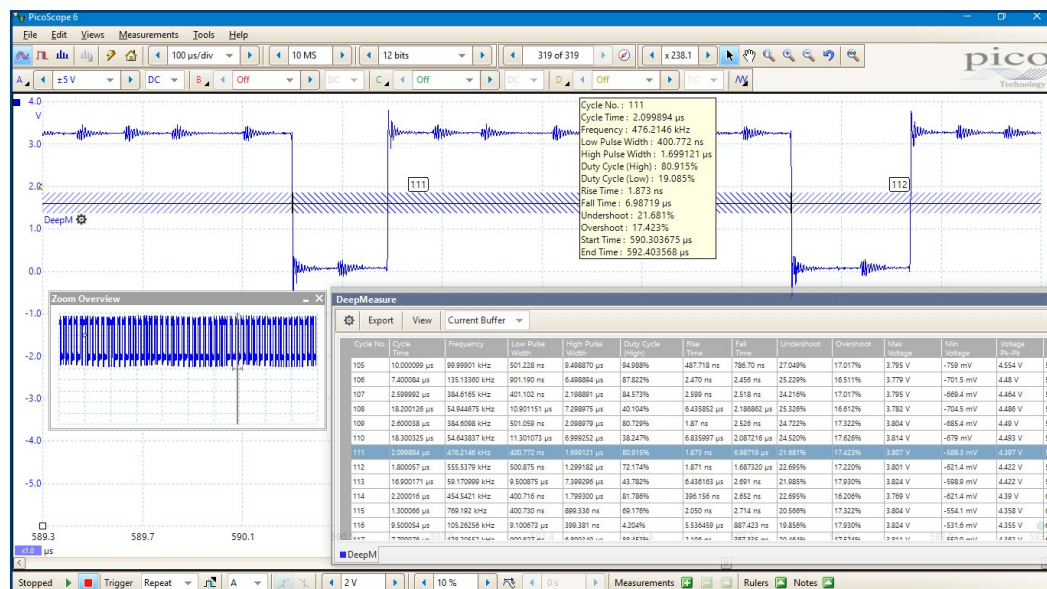 PicoScope 6
File Edit Views Measurements Tools Help
100 µs/div 10 MS 12 bits 319 of 319 x 238.1
A ±5 V DC B Off DC C Off DC D Off DC
pico
Technology
4.0
V
3.0
2.0
1.0
0.0
-1.0
-2.0
-3.0
-4.0
-5.0
111
112
DeepM
Cycle No. : 111
Cycle Time : 2.099894 µs
Frequency : 476.2146 kHz
Low Pulse Width : 400.772 ns
High Pulse Width : 1.699121 µs
Duty Cycle (High) : 80.915%
Duty Cycle (Low) : 19.085%
Rise Time : 1.873 ns
Fall Time : 6.98719 µs
Undershoot : 21.681%
Overshoot : 17.423%
Start Time : 590.303675 µs
End Time : 592.403568 µs
Zoom Overview
DeepMeasure
Export View Current Buffer
Cycle No. Cycle Time Frequency Low Pulse Width High Pulse Width Duty Cycle (High) Rise Time Fall Time Undershoot Overshoot Max Voltage Min Voltage Voltage Pk-Pk
105 10.000099 µs 99.99901 kHz 501.228 ns 9.498870 µs 94.988% 487.718 ns 786.70 ns 27.049% 17.017% 3.795 V -759 mV 4.554 V
106 7.400084 µs 135.13360 kHz 901.190 ns 6.498894 µs 87.822% 2.470 ns 2.456 ns 25.229% 16.511% 3.779 V -701.5 mV 4.48 V
107 2.599992 µs 384.6165 kHz 401.102 ns 2.198891 µs 84.573% 2.599 ns 2.518 ns 24.216% 17.017% 3.795 V -669.4 mV 4.464 V
108 18.200126 µs 54.944675 kHz 10.901151 µs 7.298975 µs 40.104% 6.435852 µs 2.186862 µs 25.326% 16.612% 3.782 V -704.5 mV 4.486 V
109 2.600038 µs 384.6098 kHz 501.059 ns 2.098979 µs 80.729% 1.87 ns 2.526 ns 24.722% 17.322% 3.804 V -685.4 mV 4.49 V
110 18.300325 µs 54.643837 kHz 11.301073 µs 6.999252 µs 38.247% 6.835997 µs 2.087216 µs 24.520% 17.626% 3.814 V -679 mV 4.493 V
111 2.099894 µs 476.2146 kHz 400.772 ns 1.699121 µs 80.915% 1.873 ns 6.98719 µs 21.681% 17.423% 3.807 V -589.3 mV 4.397 V
112 1.800057 µs 555.5379 kHz 500.875 ns 1.299182 µs 72.174% 1.871 ns 1.687320 µs 22.695% 17.220% 3.801 V -621.4 mV 4.422 V
113 16.900171 µs 59.170999 kHz 9.500875 µs 7.399296 µs 43.782% 6.436163 µs 2.691 ns 21.985% 17.930% 3.824 V -598.9 mV 4.422 V
114 2.200016 µs 454.5421 kHz 400.716 ns 1.799300 µs 81.786% 396.156 ns 2.652 ns 22.695% 16.206% 3.769 V -621.4 mV 4.39 V
115 1.300066 µs 769.192 kHz 400.730 ns 899.336 ns 69.176% 2.050 ns 2.714 ns 20.566% 17.322% 3.804 V -554.1 mV 4.358 V
116 9.500054 µs 105.26256 kHz 9.100673 µs 399.381 ns 4.204% 5.536459 µs 887.423 ns 19.856% 17.930% 3.824 V -531.6 mV 4.355 V
DeepM
589.3 589.7 590.1
x1.0 µs
Stopped Trigger Repeat A 2 V 10 % 0 s Measurements Rulers Notes